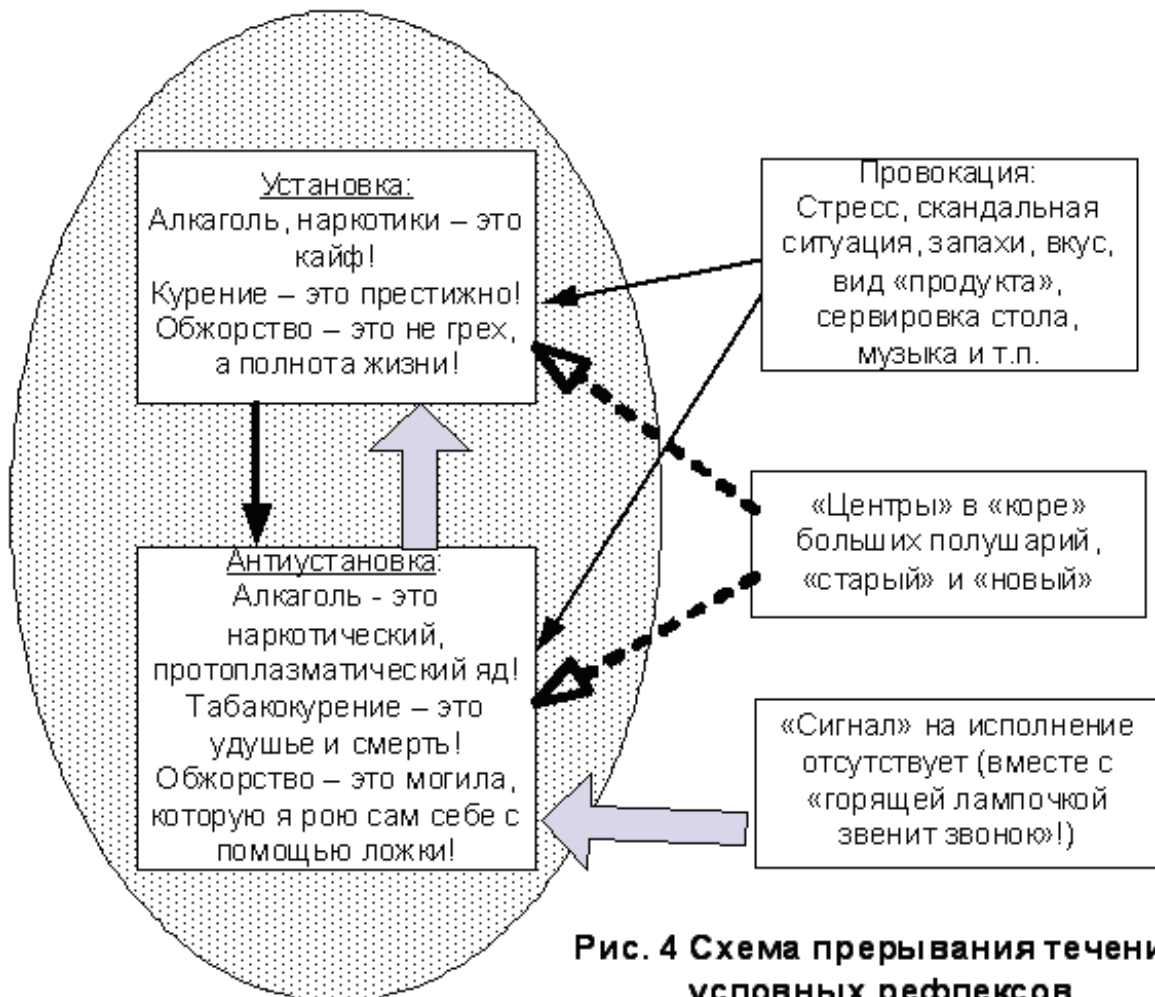 Установка:
Алкаголь, наркотики – это
кайф!
Курение – это престижно!
Обжорство – это не грех,
а полнота жизни!
Антиустановка:
Алкаголь - это
наркотический,
протоплазматический яд!
Табакокурение – это
удушье и смерть!
Обжорство – это могила,
которую я рою сам себе с
помощью ложки!
Провокация:
Стресс, скандальная
ситуация, запахи, вкус,
вид «продукта»,
сервировка стола,
музыка и т.п.
«Центры» в «коре»
больших полушарий,
«старый» и «новый»
«Сигнал» на исполнение
отсутствует (вместе с
«горящей лампочкой
звенит звонок»!)
Рис. 4 Схема прерывания течени
условных рефлексов